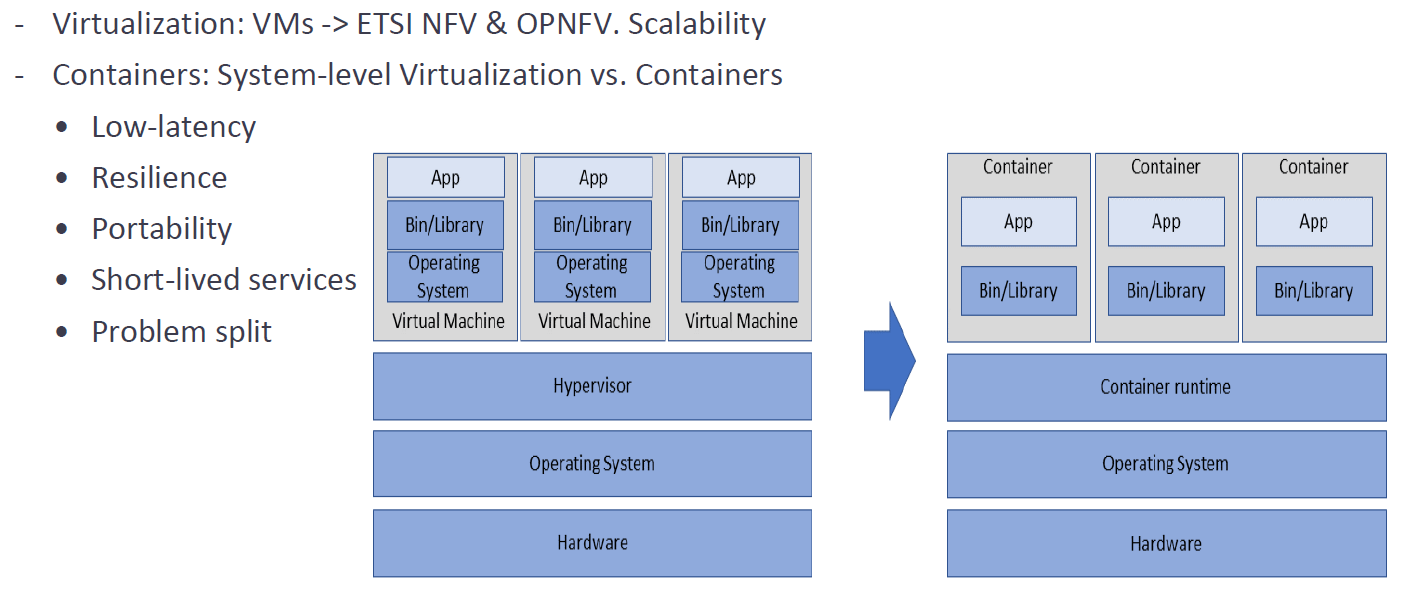 - Virtualization: VMs -> ETSI NFV & OPNFV. Scalability
- Containers: System-level Virtualization vs. Containers
• Low-latency
• Resilience
• Portability
• Short-lived services
• Problem split
App
Bin/Library
Operating
System
Virtual Machine
App
Bin/Library
Operating
System
Virtual Machine
App
Bin/Library
Operating
System
Virtual Machine
Hypervisor
Operating System
Hardware
Container
App
Bin/Library
Container
App
Bin/Library
Container
App
Bin/Library
Container runtime
Operating System
Hardware